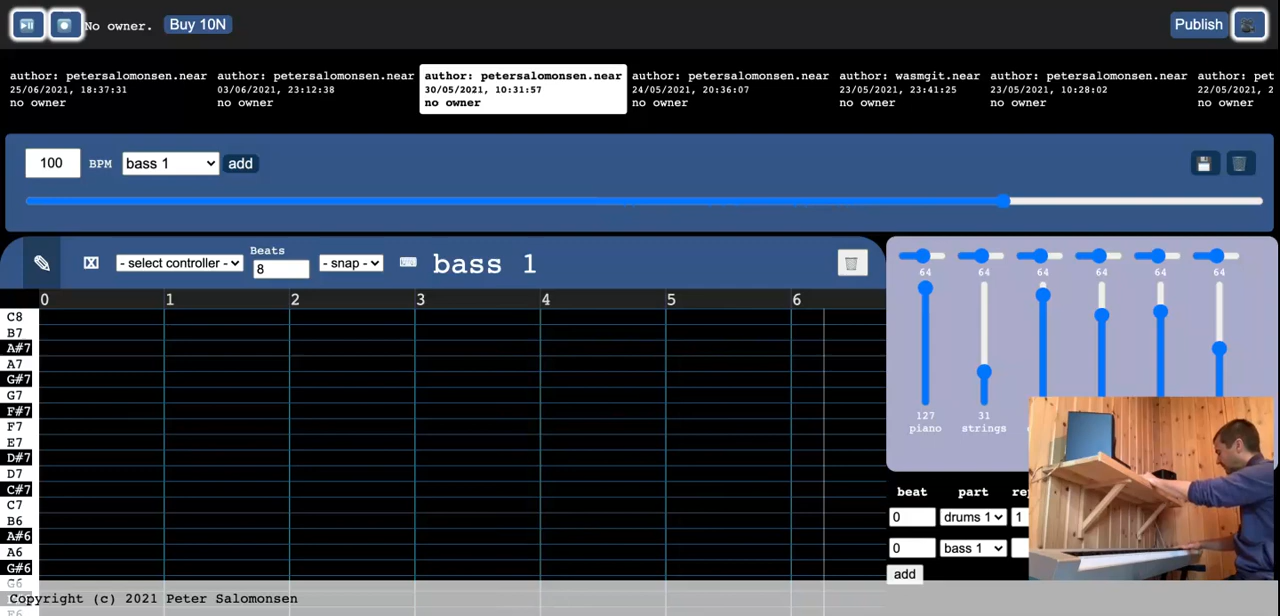 No owner. Buy 10N Publish
author: petersalomonsen.near author: petersalomonsen.near author: petersalomonsen.near author: petersalomonsen.near author: wasmgit.near author: petersalomonsen.near author: pet
25/06/2021, 18:37:31 03/06/2021, 23:12:38 30/05/2021, 10:31:57 24/05/2021, 20:36:07 23/05/2021, 23:41:25 23/05/2021, 10:28:02 22/05/2021, 2
no owner no owner no owner no owner no owner no owner no owner
100 BPM bass 1 add
Beats
- select controller - 8 - snap - bass 1
0 1 2 3 4 5 6
C8
B7
A#7
A7
G#7
G7
F#7
F7
E7
D#7
D7
C#7
C7
B6
A#6
A6
G#6
G6
64 64 64 64 64 64
127 31
piano strings
beat part rep
0 drums 1 1
0 bass 1
add
Copyright (c) 2021 Peter Salomonsen